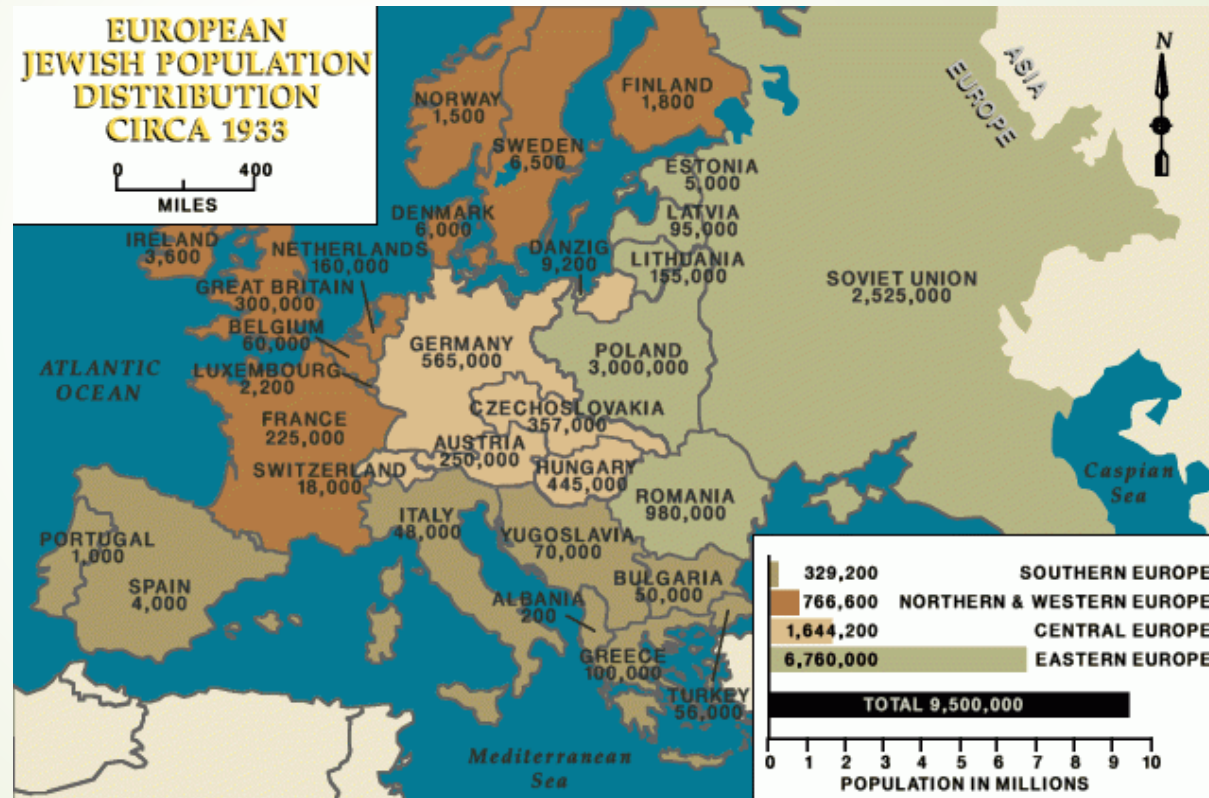 EUROPEAN
JEWISH POPULATION
DISTRIBUTION
CIRCA 1933
0 400
MILES
N
ASIA
EUROPE
NORWAY
1,500
SWEDEN
6,500
FINLAND
1,800
ESTONIA
5,000
LATVIA
95,000
LITHUANIA
155,000
DENMARK
6,000
DANZIG
9,200
IRELAND
3,600
NETHERLANDS
160,000
GREAT BRITAIN
300,000
BELGIUM
60,000
LUXEMBOURG
2,200
GERMANY
565,000
POLAND
3,000,000
SOVIET UNION
2,525,000
ATLANTIC
OCEAN
FRANCE
225,000
CZECHOSLOVAKIA
357,000
AUSTRIA
250,000
SWITZERLAND
18,000
HUNGARY
445,000
ROMANIA
980,000
Caspian
Sea
PORTUGAL
1,000
SPAIN
4,000
ITALY
48,000
YUGOSLAVIA
70,000
BULGARIA
50,000
ALBANIA
200
GREECE
100,000
TURKEY
56,000
Mediterranean
Sea
329,200 SOUTHERN EUROPE
766,600 NORTHERN & WESTERN EUROPE
1,644,200 CENTRAL EUROPE
6,760,000 EASTERN EUROPE
TOTAL 9,500,000
0 1 2 3 4 5 6 7 8 9 10
POPULATION IN MILLIONS